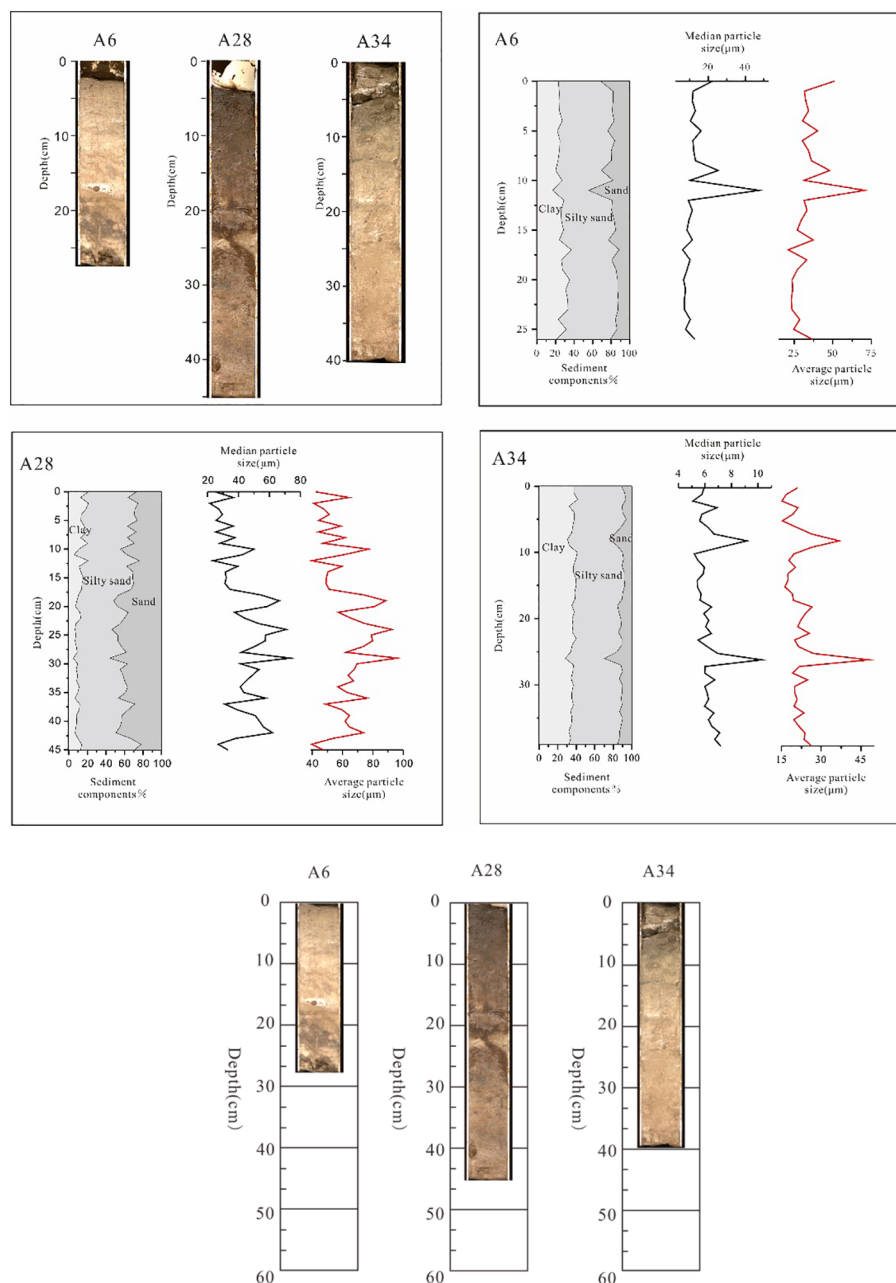 A6
A28
A34
0
10
20
Depth(cm)
0
10
20
30
40
Depth(cm)
0
10
20
30
40
Depth(cm)
A6
Median particle
size(μm)
20 40
0
5
10
15
20
25
Depth(cm)
Clay
Silty sand
Sand
0 20 40 60 80 100
Sediment
components%
25 50 75
Average particle
size(μm)
A28
Median particle
size(μm)
20 40 60 80
0
5
10
15
20
25
30
35
40
45
Depth(cm)
Clay
Silty sand
Sand
0 20 40 60 80 100
Sediment
components%
40 60 80 100
Average particle
size(μm)
A34
Median particle
size(μm)
4 6 8 10
0
10
20
30
Depth(cm)
Clay
Silty sand
Sand
0 20 40 60 80 100
Sediment
components%
15 30 45
Average particle
size(μm)
A6
A28
A34
0
10
20
30
40
50
60
Depth(cm)
0
10
20
30
40
50
60
Depth(cm)
0
10
20
30
40
50
60
Depth(cm)